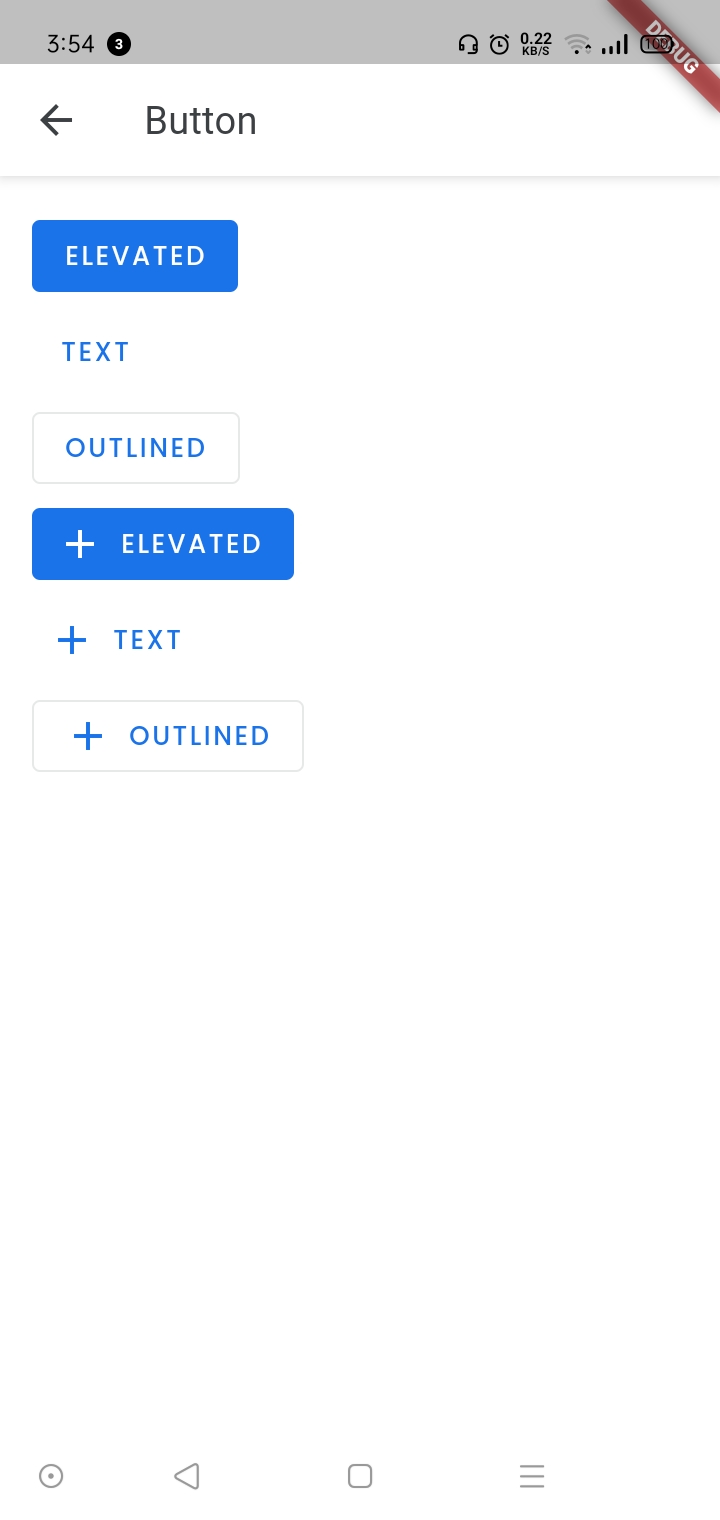 3:54 3 0.22 KB/S 100
DEBUG
Button
ELEVATED
TEXT
OUTLINED
ELEVATED
TEXT
OUTLINED